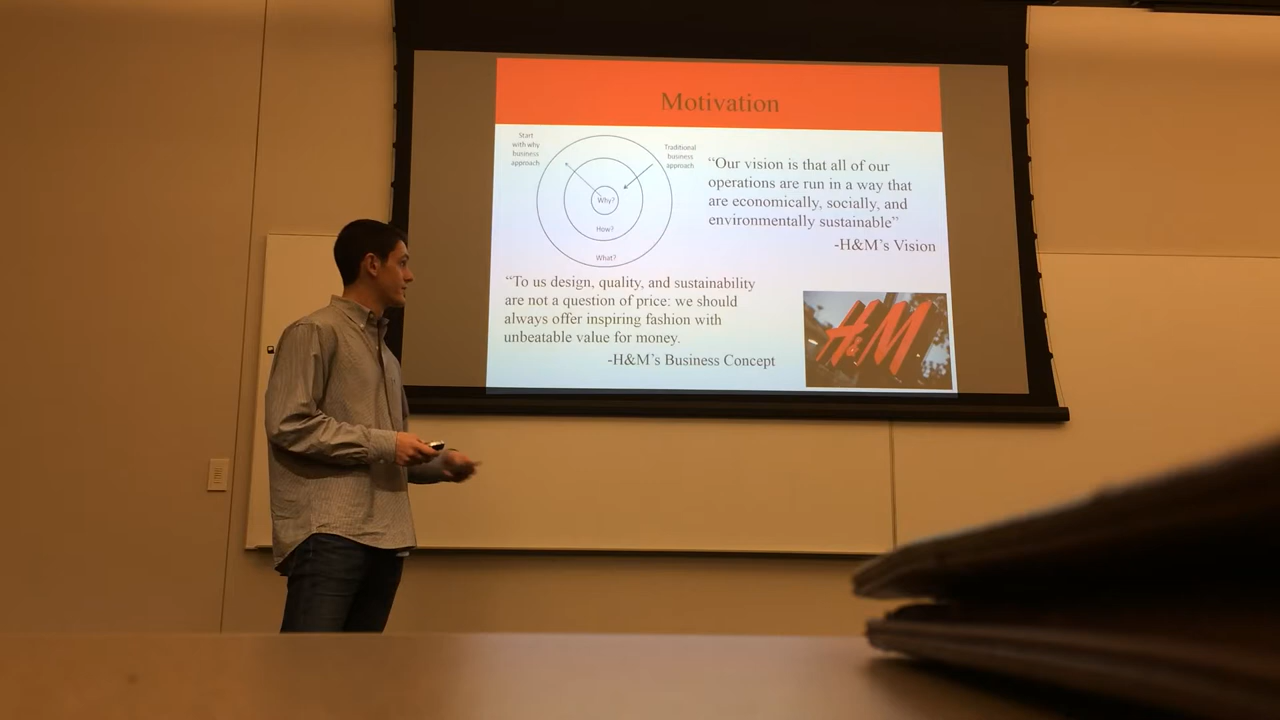 Motivation
Start
with why
business
approach
Traditional
business
approach
Why?
How?
What?
“Our vision is that all of our
operations are run in a way that
are economically, socially, and
environmentally sustainable”
-H&M’s Vision
“To us design, quality, and sustainability
are not a question of price: we should
always offer inspiring fashion with
unbeatable value for money.
-H&M’s Business Concept
H&M